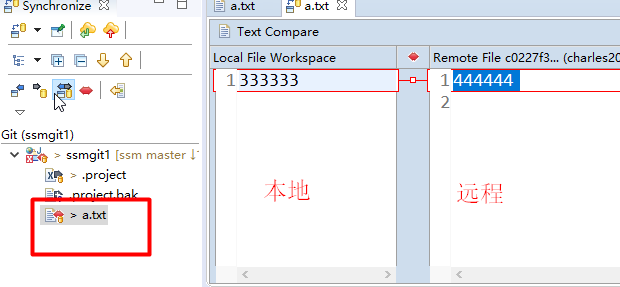 Synchronize
Git (ssmgit1)
> ssmgit1 [ssm master
> .project
.project.bak
> a.txt
a.txt
a.txt
Text Compare
Local File Workspace
Remote File c0227f3... (charles20
1 333333
1 444444
2
本地
远程